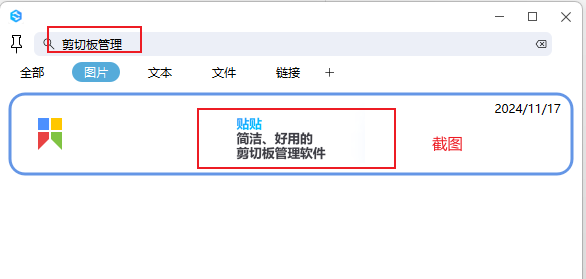 剪切板管理
全部 图片 文本 文件 链接 +
2024/11/17
贴贴
简洁、好用的
剪切板管理软件
截图